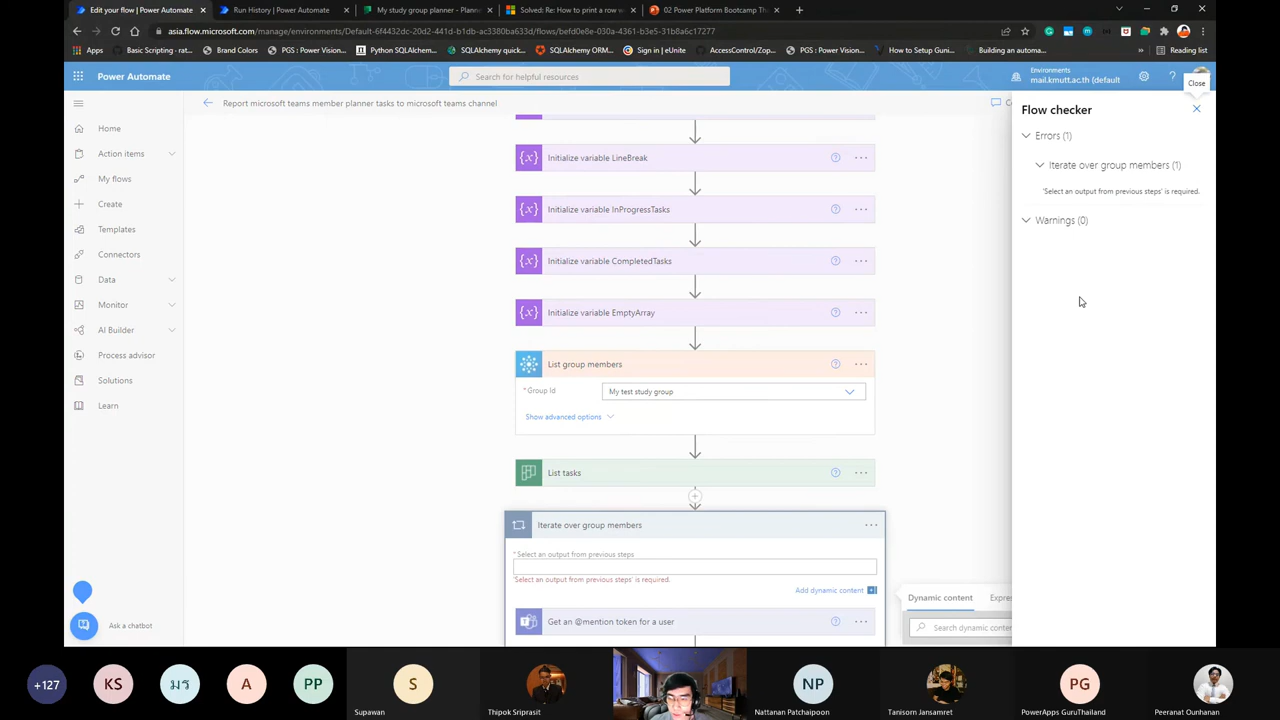 Edit your flow | Power Automate
Run History | Power Automate
My study group planner - Planne
Solved: Re: How to print a row w
02 Power Platform Bootcamp Tha
asia.flow.microsoft.com/manage/environments/Default-6f4432dc-20d2-441d-b1db-ac3380ba633d/flows/befd0e8e-030a-4361-b3e5-31b8a6c17277
Apps
Basic Scripting - rat...
Brand Colors
PGS : Power Vision...
Python SQLAlchemy
SQLAlchemy quick...
SQLAlchemy ORM...
Sign in | eUnite
AccessControl/Zop...
PGS : Power Vision...
How to Setup Guni...
Building an automa...
»
Reading list
Power Automate
Search for helpful resources
Environments
mail.kmutt.ac.th (default
Close
Report microsoft teams member planner tasks to microsoft teams channel
Home
Action items
My flows
Create
Templates
Connectors
Data
Monitor
AI Builder
Process advisor
Solutions
Learn
Ask a chatbot
{x} Initialize variable LineBreak
{x} Initialize variable InProgressTasks
{x} Initialize variable CompletedTasks
{x} Initialize variable EmptyArray
List group members
* Group Id
My test study group
Show advanced options
List tasks
Iterate over group members
* Select an output from previous steps
'Select an output from previous steps' is required.
Add dynamic content
Get an @mention token for a user
Dynamic content
Expres
Search dynamic conten
Flow checker
Errors (1)
Iterate over group members (1)
'Select an output from previous steps' is required.
Warnings (0)
+127
KS
มร
A
PP
S
Supawan
Thipok Sriprasit
NP
Nattanan Patchaipoon
Tanisorn Jansamret
PG
PowerApps GuruThailand
Peeranat Ounhanan